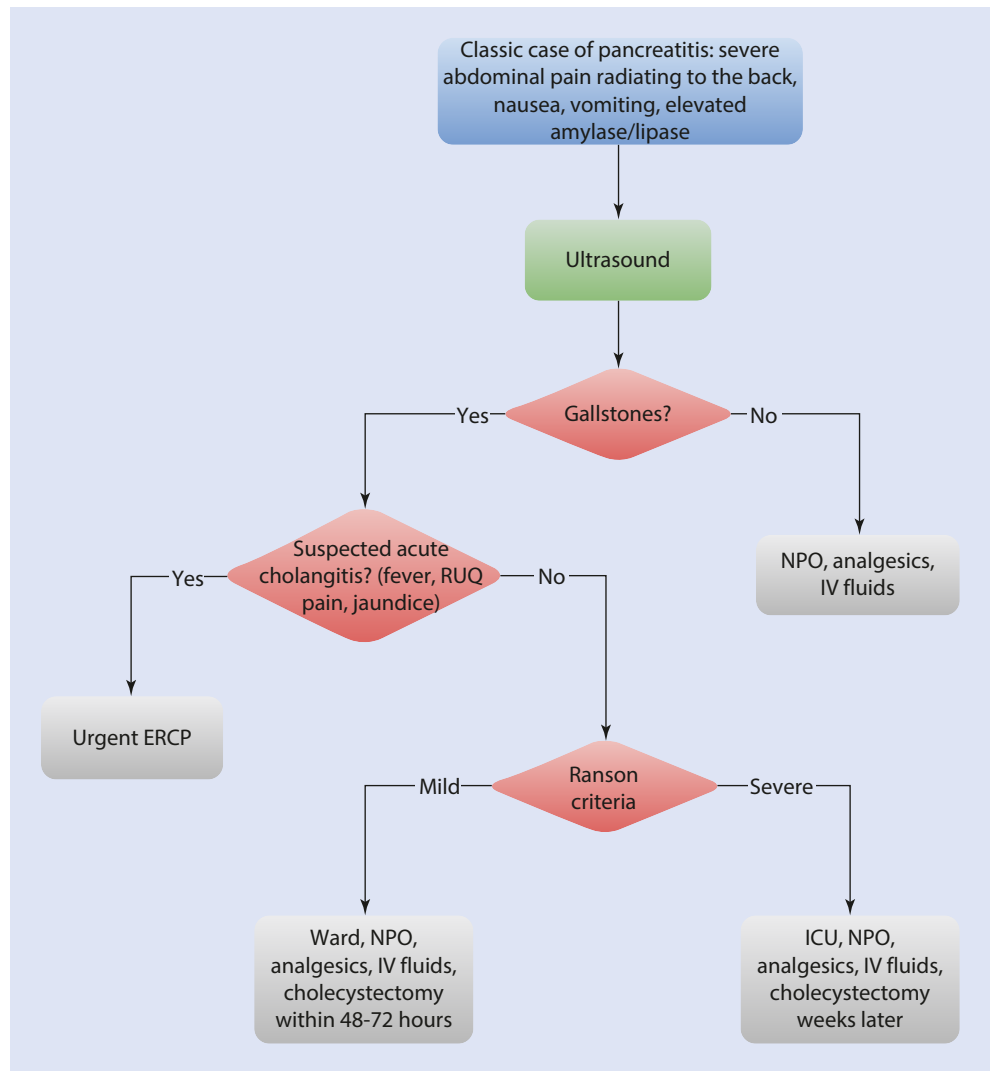 Classic case of pancreatitis: severe
abdominal pain radiating to the back,
nausea, vomiting, elevated
amylase/lipase
Ultrasound
Yes
Gallstones?
No
Suspected acute
cholangitis? (fever, RUQ
pain, jaundice)
Yes
No
NPO, analgesics,
IV fluids
Urgent ERCP
Mild
Ranson
criteria
Severe
Ward, NPO,
analgesics, IV fluids,
cholecystectomy
within 48-72 hours
ICU, NPO,
analgesics, IV fluids,
cholecystectomy
weeks later